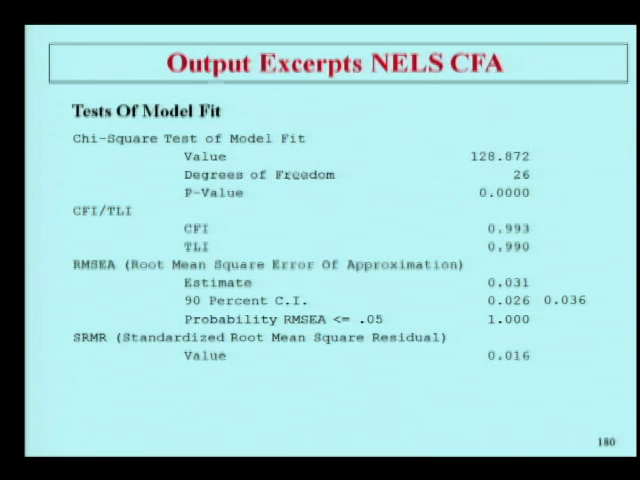 Output Excerpts NELS CFA
Tests Of Model Fit
Chi-Square Test of Model Fit
Value 128.872
Degrees of Freedom 26
P-Value 0.0000
CFI/TLI
CFI 0.993
TLI 0.990
RMSEA (Root Mean Square Error Of Approximation)
Estimate 0.031
90 Percent C.I. 0.026 0.036
Probability RMSEA <= .05 1.000
SRMR (Standardized Root Mean Square Residual)
Value 0.016
180